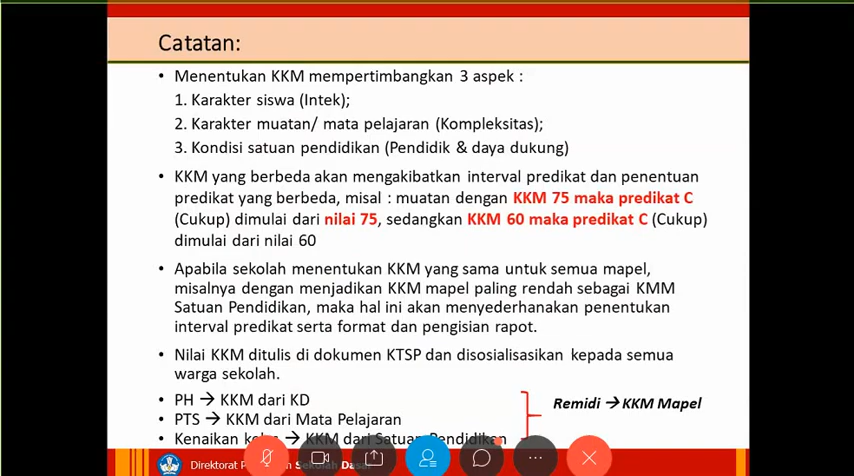 Catatan:
• Menentukan KKM mempertimbangkan 3 aspek :
1. Karakter siswa (Intek);
2. Karakter muatan/ mata pelajaran (Kompleksitas);
3. Kondisi satuan pendidikan (Pendidik & daya dukung)
• KKM yang berbeda akan mengakibatkan interval predikat dan penentuan
predikat yang berbeda, misal : muatan dengan KKM 75 maka predikat C
(Cukup) dimulai dari nilai 75, sedangkan KKM 60 maka predikat C (Cukup)
dimulai dari nilai 60
• Apabila sekolah menentukan KKM yang sama untuk semua mapel,
misalnya dengan menjadikan KKM mapel paling rendah sebagai KMM
Satuan Pendidikan, maka hal ini akan menyederhanakan penentukan
interval predikat serta format dan pengisian rapot.
• Nilai KKM ditulis di dokumen KTSP dan disosialisasikan kepada semua
warga sekolah.
• PH → KKM dari KD
• PTS → KKM dari Mata Pelajaran
• Kenaikan kelas → KKM dari Satuan Pendidikan
Remidi → KKM Mapel
Direktorat Sekolah Dasar